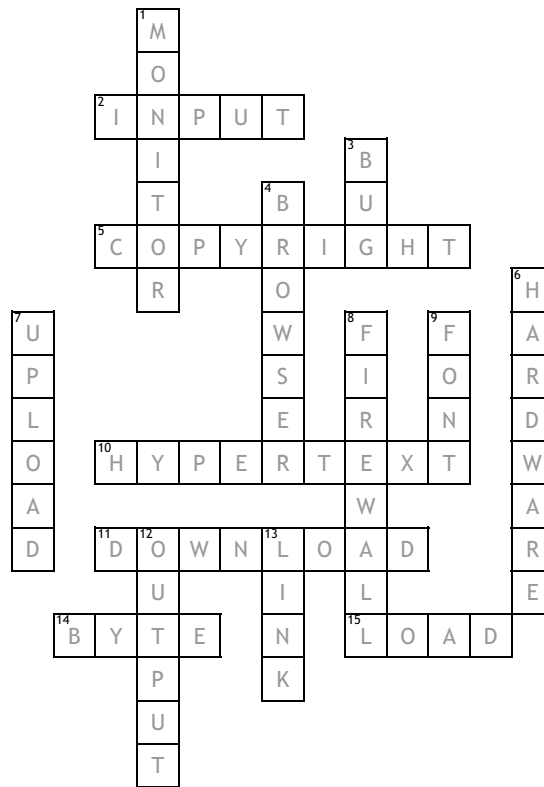 1 M
O
2 I N P U T
I 3 B
T 4 B U
5 C O P Y R I G H T
R O 6 H
7 U W 8 F 9 F A
P S I O R
L E R N D
O 10 H Y P E R T E X T W
A W A
D 11 D 12 O W N 13 L O A D R
U I L E
14 B Y T E N 15 L O A D
P K
U
T